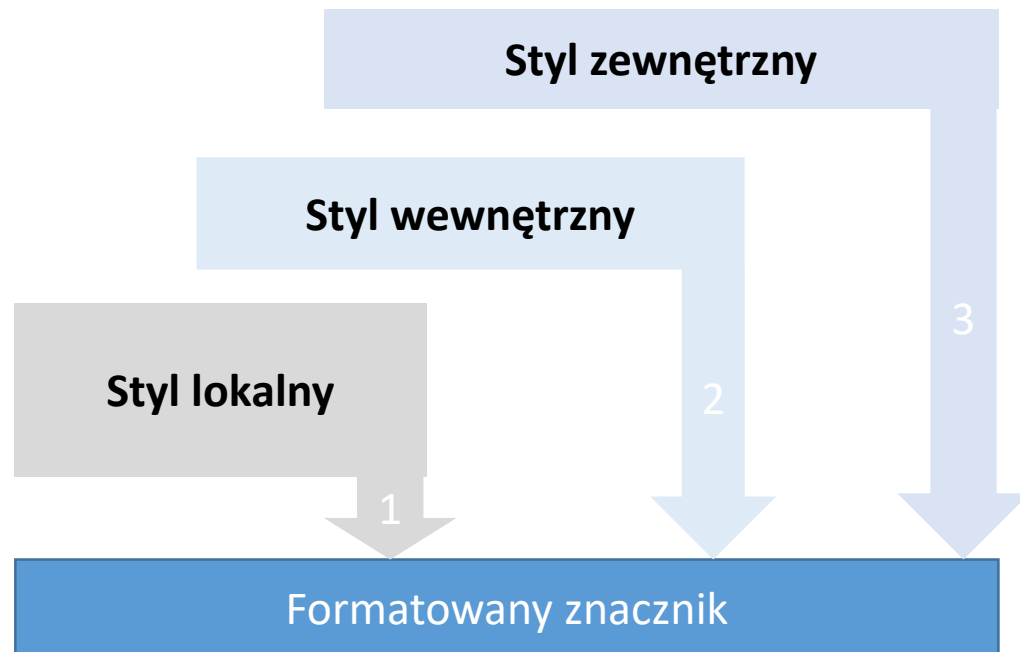 Styl zewnętrzny
Styl wewnętrzny
3
Styl lokalny
2
1
Formatowany znacznik